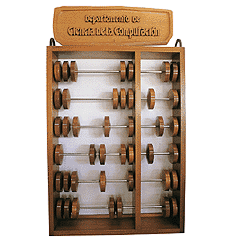 Departamento de
Ciencia de la Computación